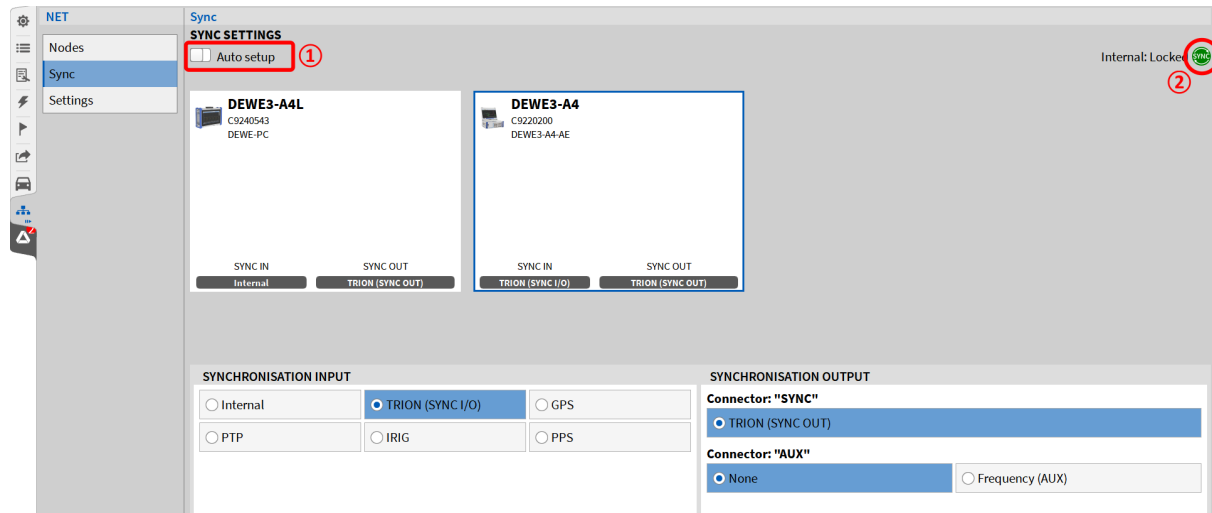 NET
Nodes
Sync
Settings
Sync
SYNC SETTINGS
Auto setup
①
Internal: Locked
SYNC
②
DEWE3-A4L
C9240543
DEWE-PC
SYNC IN
SYNC OUT
Internal
TRION (SYNC OUT)
DEWE3-A4
C9220200
DEWE3-A4-AE
SYNC IN
SYNC OUT
TRION (SYNC I/O)
TRION (SYNC OUT)
SYNCHRONISATION INPUT
Internal
TRION (SYNC I/O)
GPS
PTP
IRIG
PPS
SYNCHRONISATION OUTPUT
Connector: "SYNC"
TRION (SYNC OUT)
Connector: "AUX"
None
Frequency (AUX)